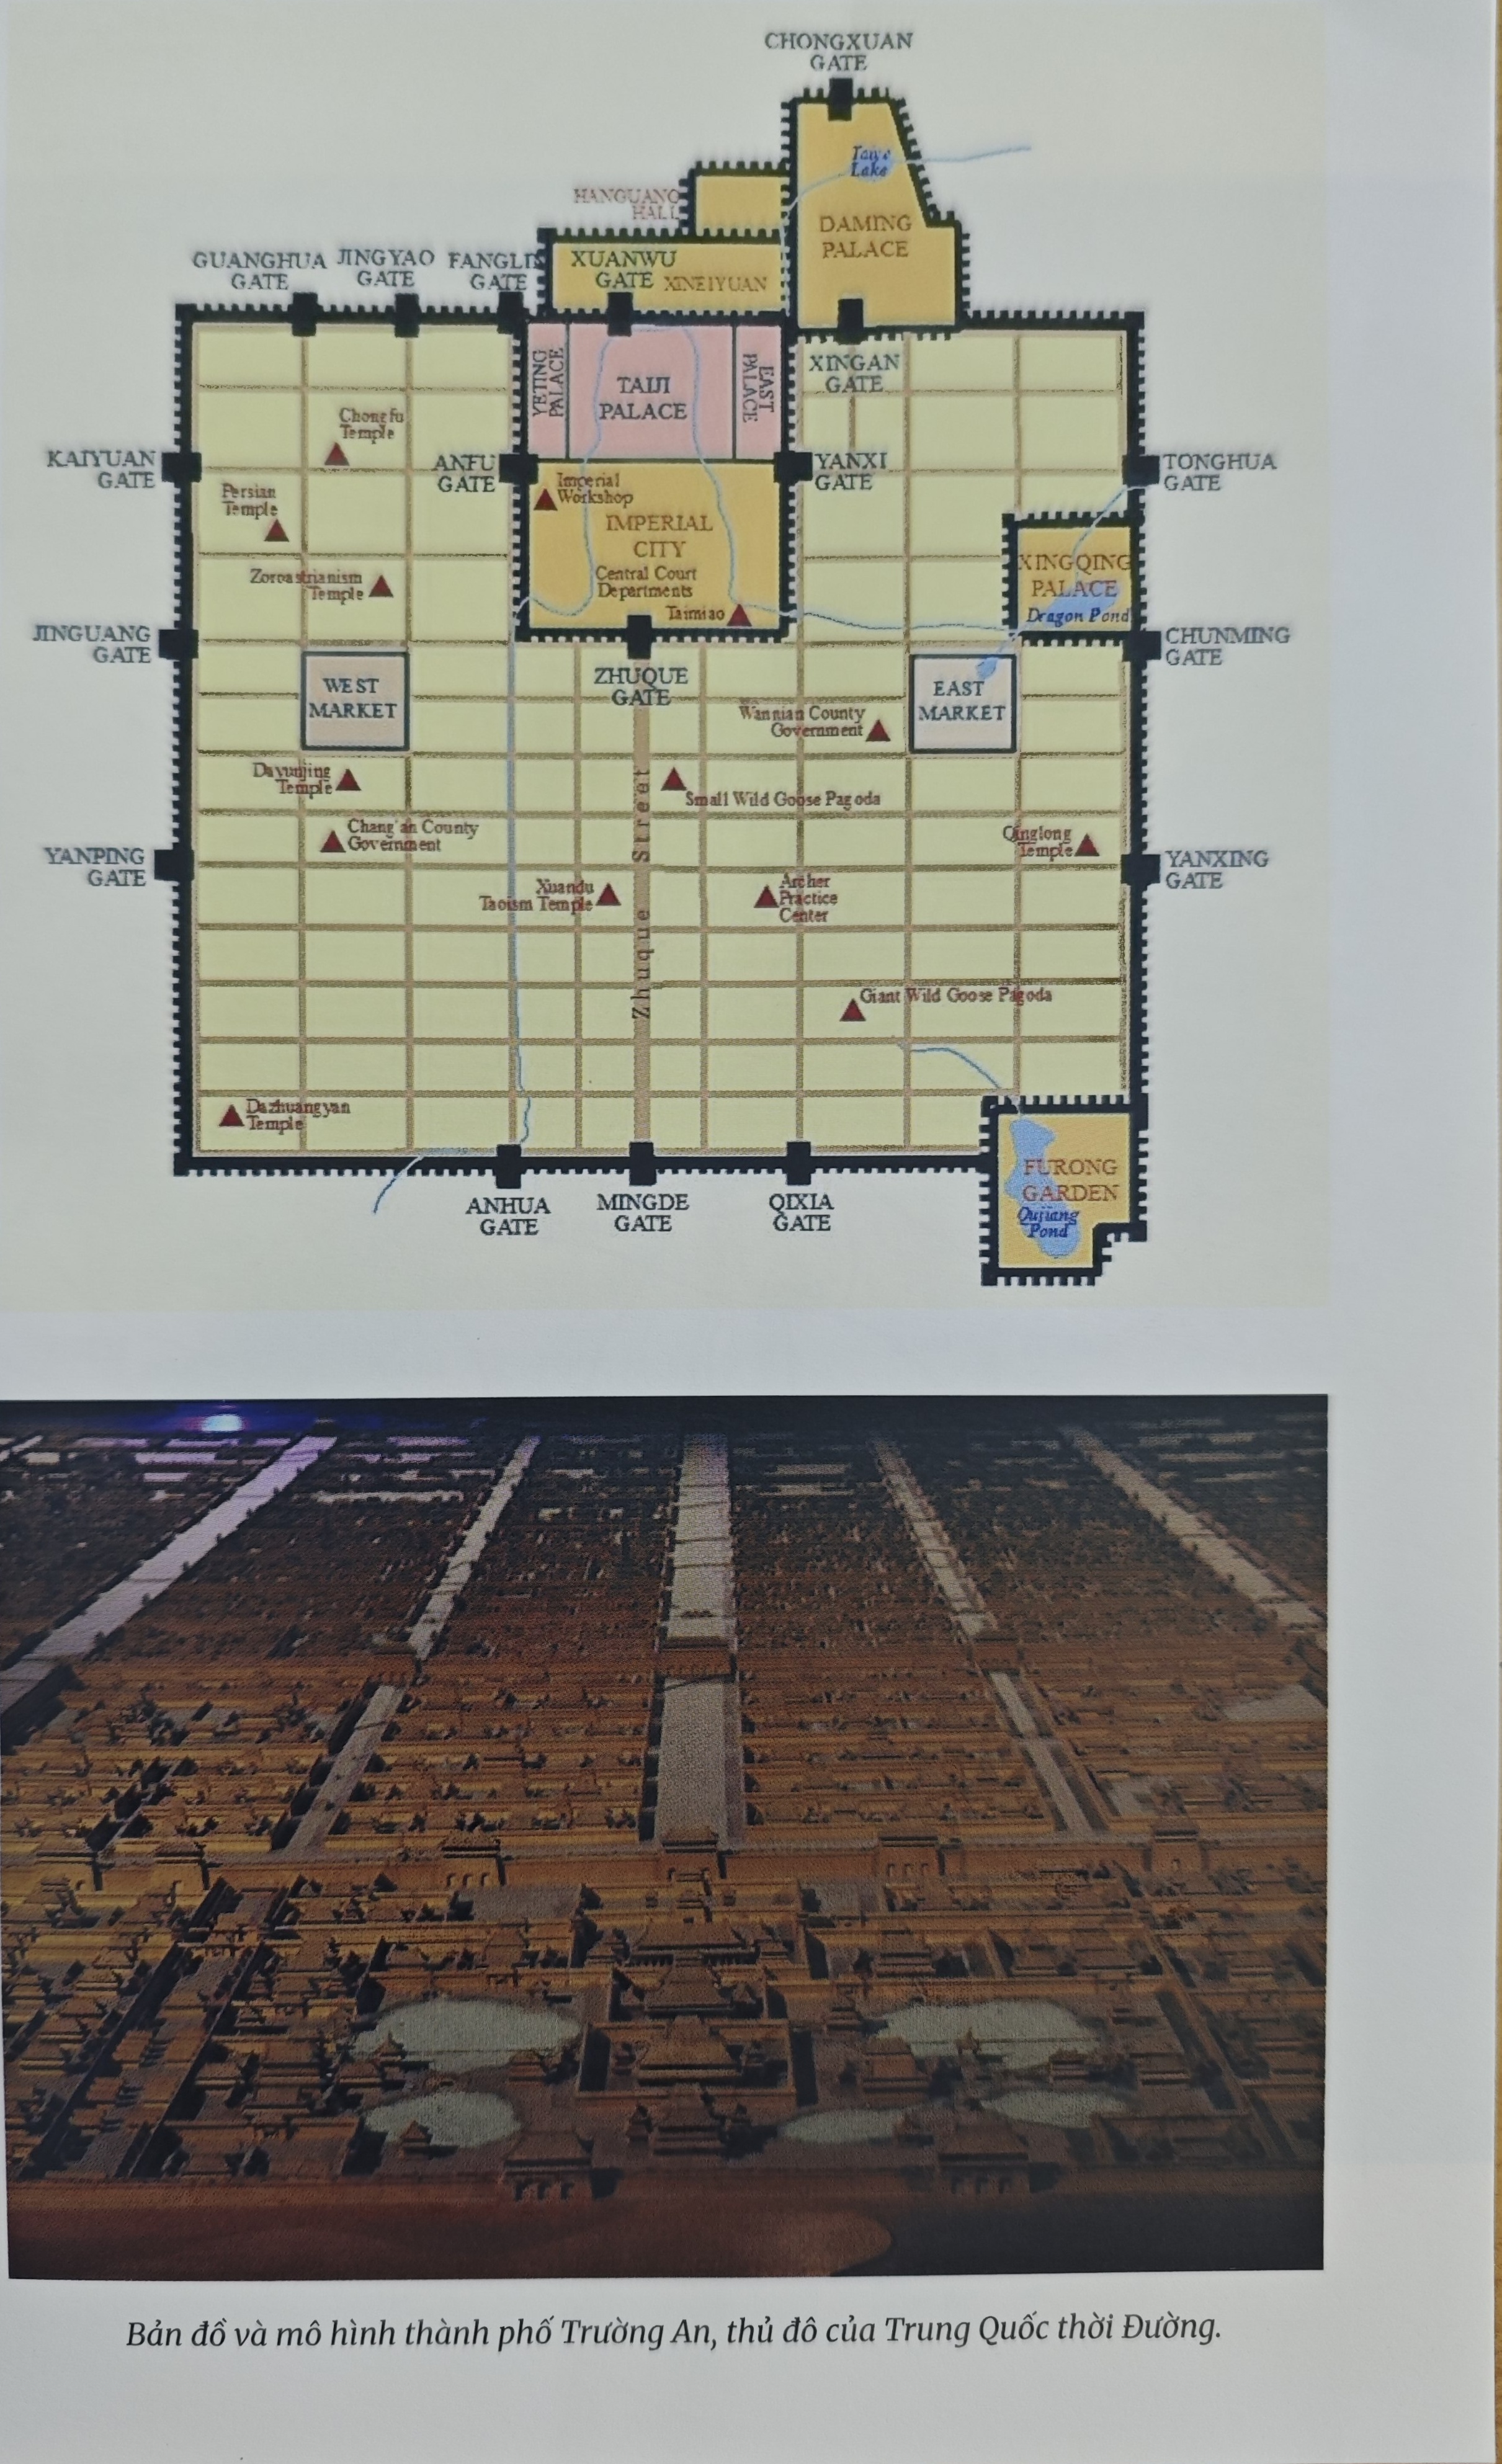 CHONGXUAN
GATE
Taiye
Lake
HANGUANG
HALL
DAMING
PALACE
GUANGHUA
GATE
JINGYAO
GATE
FANGLIN
GATE
XUANWU
GATE
XINEIYUAN
YETING
PALACE
TAIJI
PALACE
EAST
PALACE
XINGAN
GATE
Chongfu
Temple
KAIYUAN
GATE
ANFU
GATE
YANXI
GATE
TONGHUA
GATE
Persian
Temple
Imperial
Workshop
IMPERIAL
CITY
Central Court
Departments
Taimiao
Zoroastrianism
Temple
XINGQING
PALACE
Dragon Pond
JINGUANG
GATE
CHUNMING
GATE
WEST
MARKET
ZHUQUE
GATE
EAST
MARKET
Wannian County
Government
Dayunjing
Temple
Small Wild Goose Pagoda
Chang'an County
Government
Zhuque Street
Qinglong
Temple
YANPING
GATE
YANXING
GATE
Xuandu
Taoism Temple
Archer
Practice
Center
Giant Wild Goose Pagoda
Dazhuangyan
Temple
ANHUA
GATE
MINGDE
GATE
QIXIA
GATE
FURONG
GARDEN
Qujiang
Pond
Bản đồ và mô hình thành phố Trường An, thủ đô của Trung Quốc thời Đường.